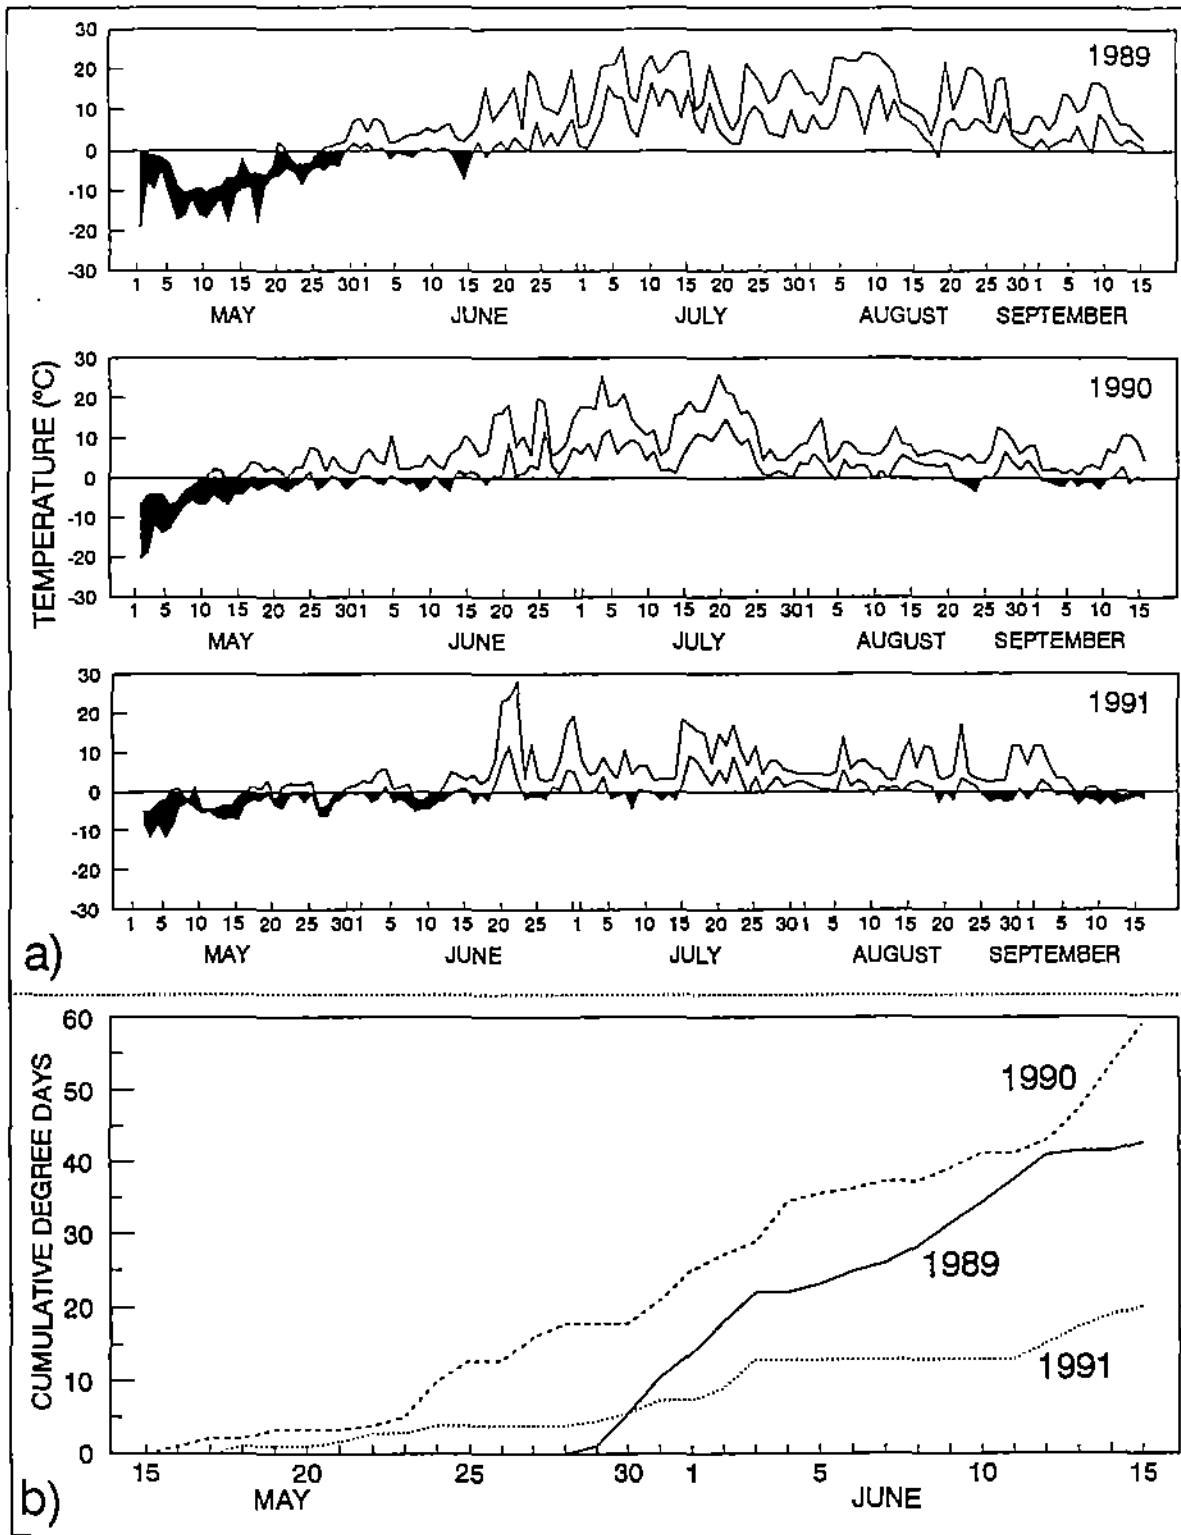 30
20
1989
10
0
-10
-20
-30
1 5 10 15 20 25 30 1 5 10 15 20 25 1 5 10 15 20 25 30 1 5 10 15 20 25 30 1 5 10 15
MAY JUNE JULY AUGUST SEPTEMBER
TEMPERATURE (°C)
30
1990
20
10
0
-10
-20
-30
1 5 10 15 20 25 30 1 5 10 15 20 25 1 5 10 15 20 25 30 1 5 10 15 20 25 30 1 5 10 15
MAY JUNE JULY AUGUST SEPTEMBER
30
1991
20
10
0
-10
-20
-30
1 5 10 15 20 25 30 1 5 10 15 20 25 1 5 10 15 20 25 30 1 5 10 15 20 25 30 1 5 10 15
MAY JUNE JULY AUGUST SEPTEMBER
a)
CUMULATIVE DEGREE DAYS
60
50
40
30
20
10
0
1990
1989
1991
15 20 25 30 1 5 10 15
MAY JUNE
b)